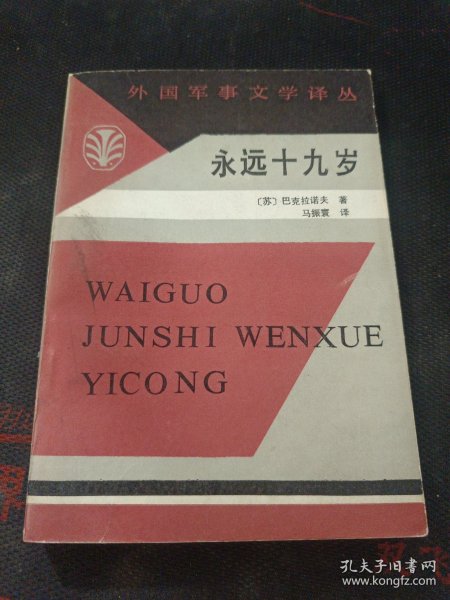 外国军事文学译丛
永远十九岁
〔苏〕巴克拉诺夫 著
马振寰 译
WAIGUO
JUNSHI WENXUE
YICONG
孔夫子旧书网
www.kongfz.com